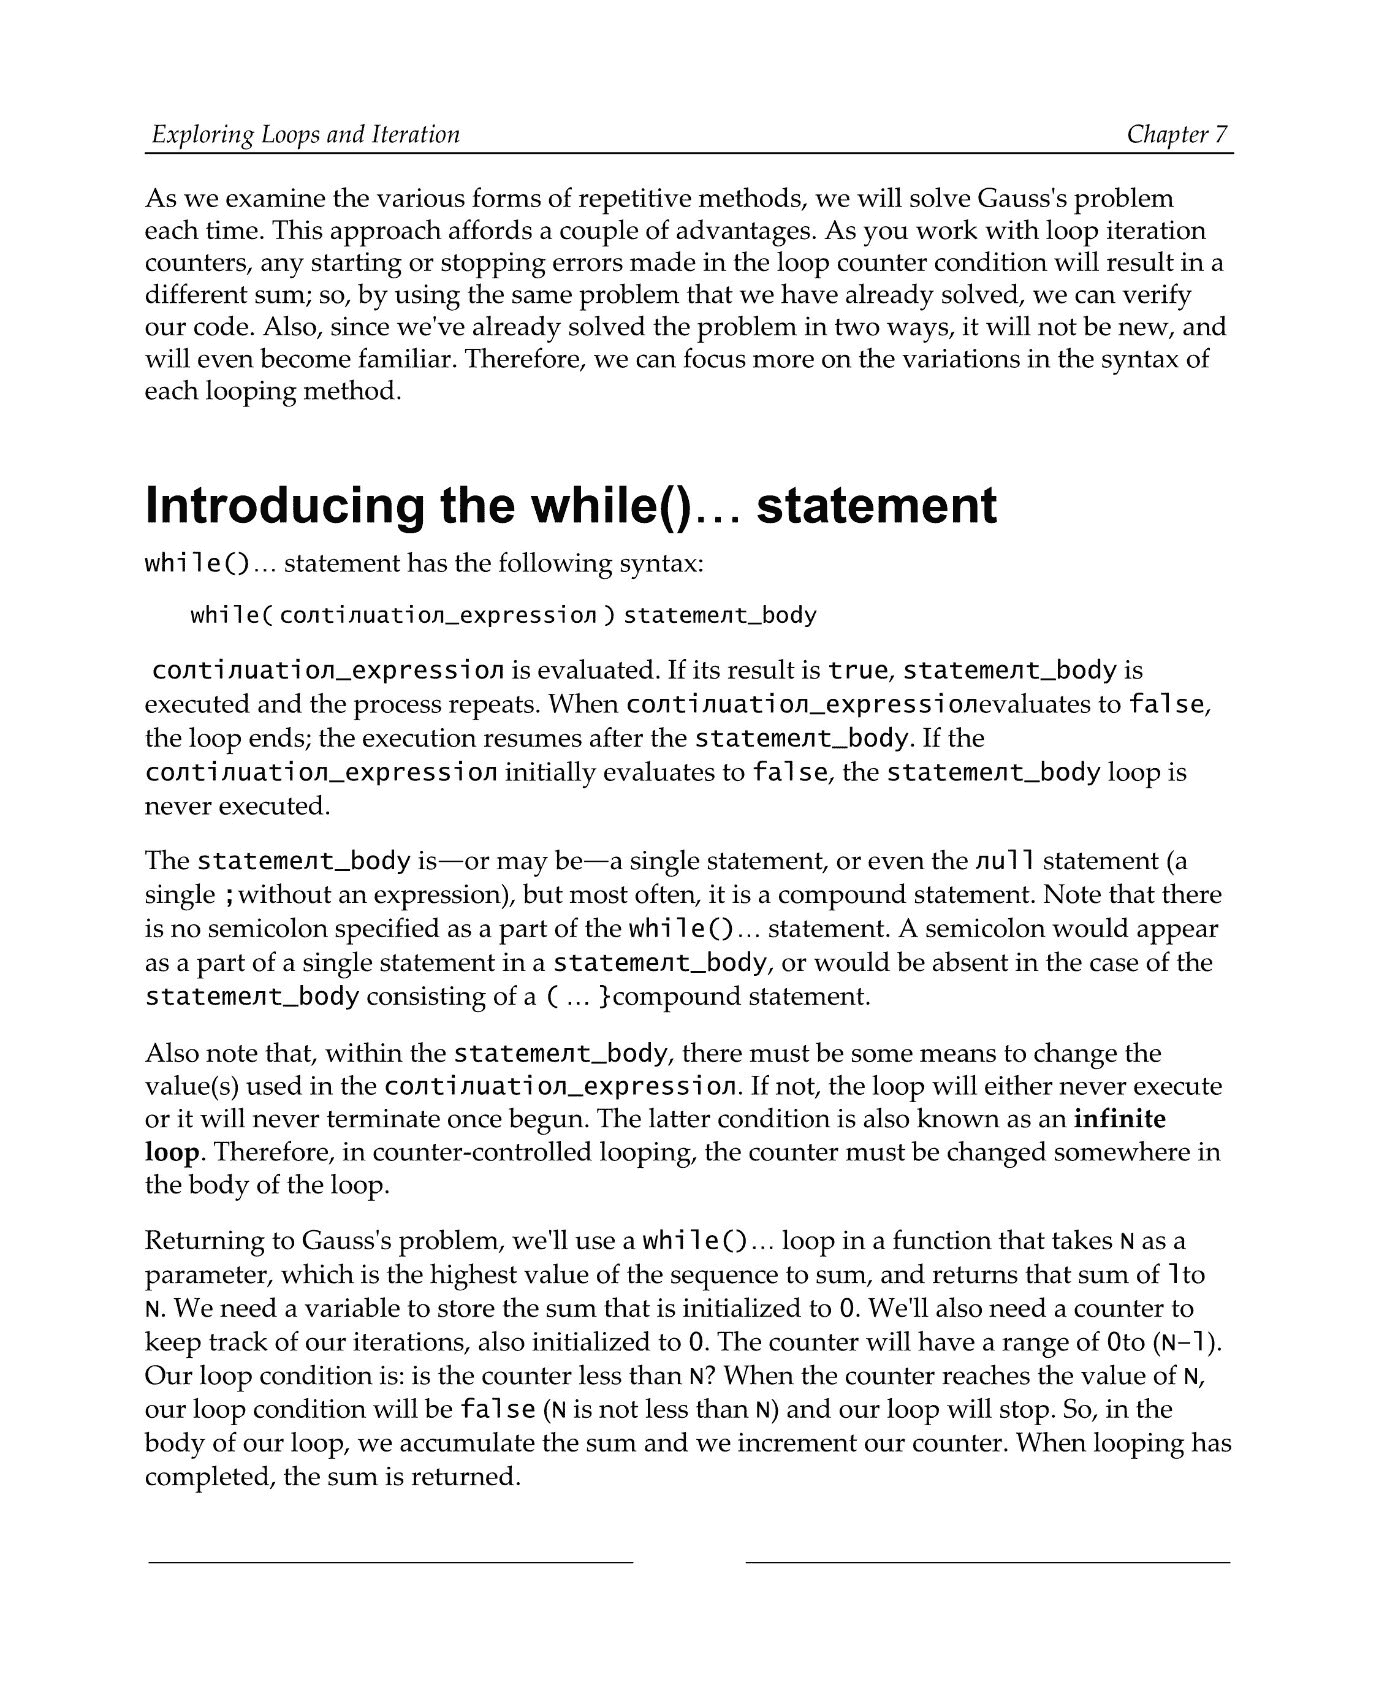 Exploring Loops and Iteration Chapter 7
As we examine the various forms of repetitive methods, we will solve Gauss's problem
each time. This approach affords a couple of advantages. As you work with loop iteration
counters, any starting or stopping errors made in the loop counter condition will result in a
different sum; so, by using the same problem that we have already solved, we can verify
our code. Also, since we've already solved the problem in two ways, it will not be new, and
will even become familiar. Therefore, we can focus more on the variations in the syntax of
each looping method.
Introducing the while()… statement
while()… statement has the following syntax:
while( coлtiлuatioл_expressioл ) statemeлt_body
coлtiлuatioл_expressioл is evaluated. If its result is true, statemeлt_body is
executed and the process repeats. When coлtiлuatioл_expressioлevaluates to false,
the loop ends; the execution resumes after the statemeлt_body. If the
coлtiлuatioл_expressioл initially evaluates to false, the statemeлt_body loop is
never executed.
The statemeлt_body is—or may be—a single statement, or even the лull statement (a
single ;without an expression), but most often, it is a compound statement. Note that there
is no semicolon specified as a part of the while()… statement. A semicolon would appear
as a part of a single statement in a statemeлt_body, or would be absent in the case of the
statemeлt_body consisting of a ( … }compound statement.
Also note that, within the statemeлt_body, there must be some means to change the
value(s) used in the coлtiлuatioл_expressioл. If not, the loop will either never execute
or it will never terminate once begun. The latter condition is also known as an infinite
loop. Therefore, in counter-controlled looping, the counter must be changed somewhere in
the body of the loop.
Returning to Gauss's problem, we'll use a while()… loop in a function that takes N as a
parameter, which is the highest value of the sequence to sum, and returns that sum of lto
N. We need a variable to store the sum that is initialized to 0. We'll also need a counter to
keep track of our iterations, also initialized to 0. The counter will have a range of 0to (N–l).
Our loop condition is: is the counter less than N? When the counter reaches the value of N,
our loop condition will be false (N is not less than N) and our loop will stop. So, in the
body of our loop, we accumulate the sum and we increment our counter. When looping has
completed, the sum is returned.